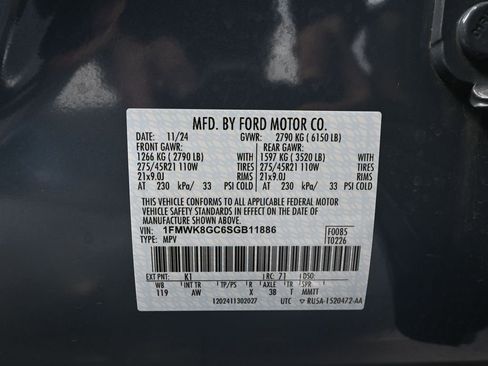 MFD. BY FORD MOTOR CO.
DATE: 11/24 GVWR: 2790 KG ( 6150 LB)
FRONT GAWR: REAR GAWR:
1266 KG ( 2790 LB) WITH 1597 KG ( 3520 LB) WITH
275/45R21 110W TIRES 275/45R21 110W TIRES
21x9.0J RIMS 21x9.0J RIMS
AT 230 kPa/ 33 PSI COLD AT 230 kPa/ 33 PSI COLD
THIS VEHICLE CONFORMS TO ALL APPLICABLE FEDERAL MOTOR
VEHICLE SAFETY STANDARDS IN EFFECT ON THE DATE OF
MANUFACTURE SHOWN ABOVE.
VIN: 1FMWK8GC6SGB11886 F0085
TYPE: MPV T0226
EXT PNT: K1 RC: 71 DSO:
WB INT TR TP/PS R AXLE TR SPR
119 AW X 38 T MMTT
1202411302027 UTC ▽ RU5A-1520472-AA